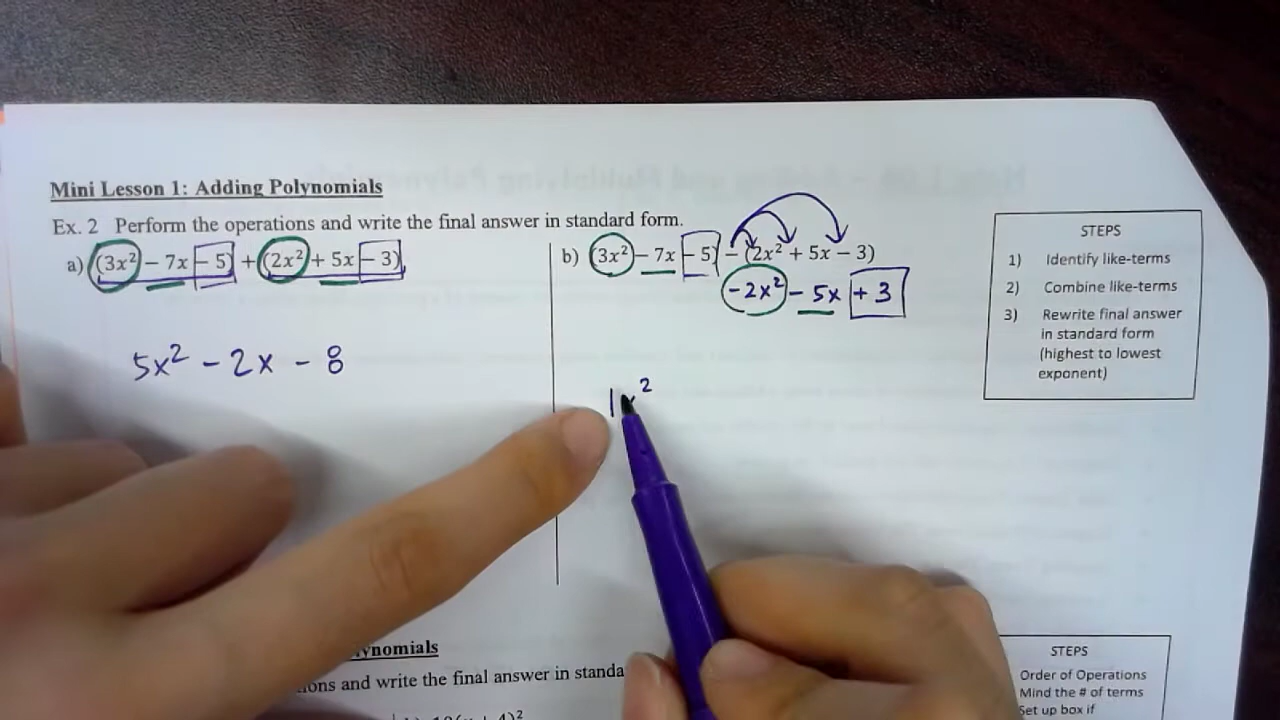 Mini Lesson 1: Adding Polynomials
Ex. 2 Perform the operations and write the final answer in standard form.
a) (3x² − 7x − 5) + (2x² + 5x − 3)
5x² − 2x − 8
b) (3x² − 7x − 5) − (2x² + 5x − 3)
−2x² − 5x + 3
1x²
STEPS
1) Identify like-terms
2) Combine like-terms
3) Rewrite final answer
in standard form
(highest to lowest
exponent)
and write the final answer in standa
STEPS
Order of Operations
Mind the # of terms
Set up box if